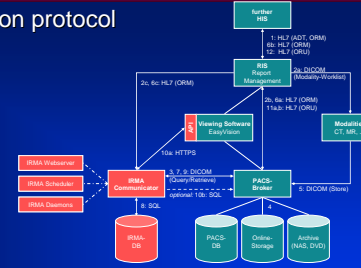 on protocol
further
HIS
1: HL7 (ADT, ORM)
6b: HL7 (ORM)
12: HL7 (ORU)
RIS
Report
Management
2a: DICOM
(Modality-Worklist)
2c, 6c: HL7 (ORM)
2b, 6a: HL7 (ORM)
11a,b: HL7 (ORU)
API
Viewing Software
EasyVision
Modalitie
CT, MR,
10a: HTTPS
IRMA Webserver
IRMA Scheduler
IRMA Daemons
IRMA
Communicator
3, 7, 9: DICOM
(Query/Retrieve)
optional: 10b: SQL
PACS-
Broker
5: DICOM (Store)
8: SQL
4
IRMA-
DB
PACS-
DB
Online-
Storage
Archive
(NAS, DVD)